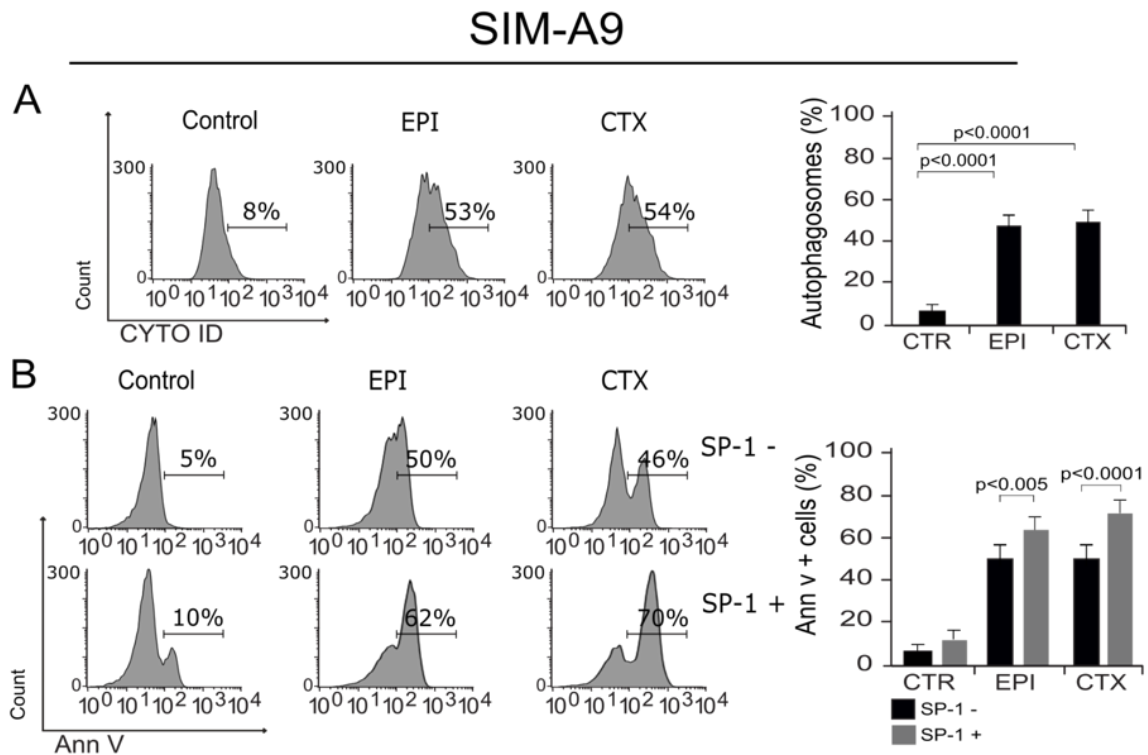 SIM-A9
A
Control EPI CTX
300 300 300
8% 53% 54%
0 0 0
10^0 10^1 10^2 10^3 10^4 10^0 10^1 10^2 10^3 10^4 10^0 10^1 10^2 10^3 10^4
Count
CYTO ID
Autophagosomes (%)
100
80
60
40
20
0
p<0.0001
p<0.0001
CTR EPI CTX
B
Control EPI CTX
300 300 300
5% 50% 46% SP-1 -
0 0 0
10^0 10^1 10^2 10^3 10^4 10^0 10^1 10^2 10^3 10^4 10^0 10^1 10^2 10^3 10^4
300 300 300
10% 62% 70% SP-1 +
0 0 0
10^0 10^1 10^2 10^3 10^4 10^0 10^1 10^2 10^3 10^4 10^0 10^1 10^2 10^3 10^4
Count
Ann V
Ann v + cells (%)
100
80
60
40
20
0
p<0.005 p<0.0001
CTR EPI CTX
SP-1 -
SP-1 +